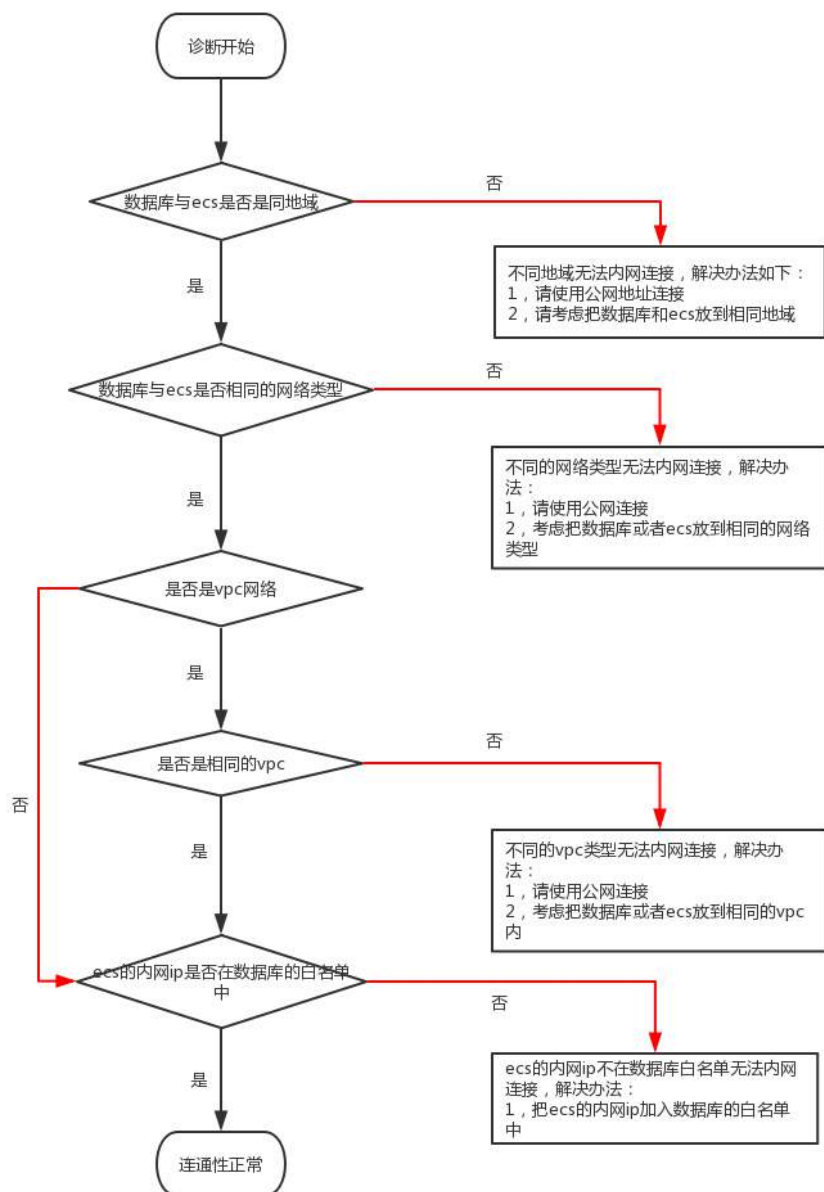 诊断开始
数据库与ecs是否是同地域
否
不同地域无法内网连接，解决办法如下：
1，请使用公网地址连接
2，请考虑把数据库和ecs放到相同地域
是
数据库与ecs是否相同的网络类型
否
不同的网络类型无法内网连接，解决办
法：
1，请使用公网连接
2，考虑把数据库或者ecs放到相同的网络
类型
是
是否是vpc网络
是
否
是否是相同的vpc
否
不同的vpc类型无法内网连接，解决办
法：
1，请使用公网连接
2，考虑把数据库或者ecs放到相同的vpc
内
是
ecs的内网ip是否在数据库的白名单
中
否
ecs的内网ip不在数据库白名单无法内网
连接，解决办法：
1，把ecs的内网ip加入数据库的白名单
中
是
连通性正常